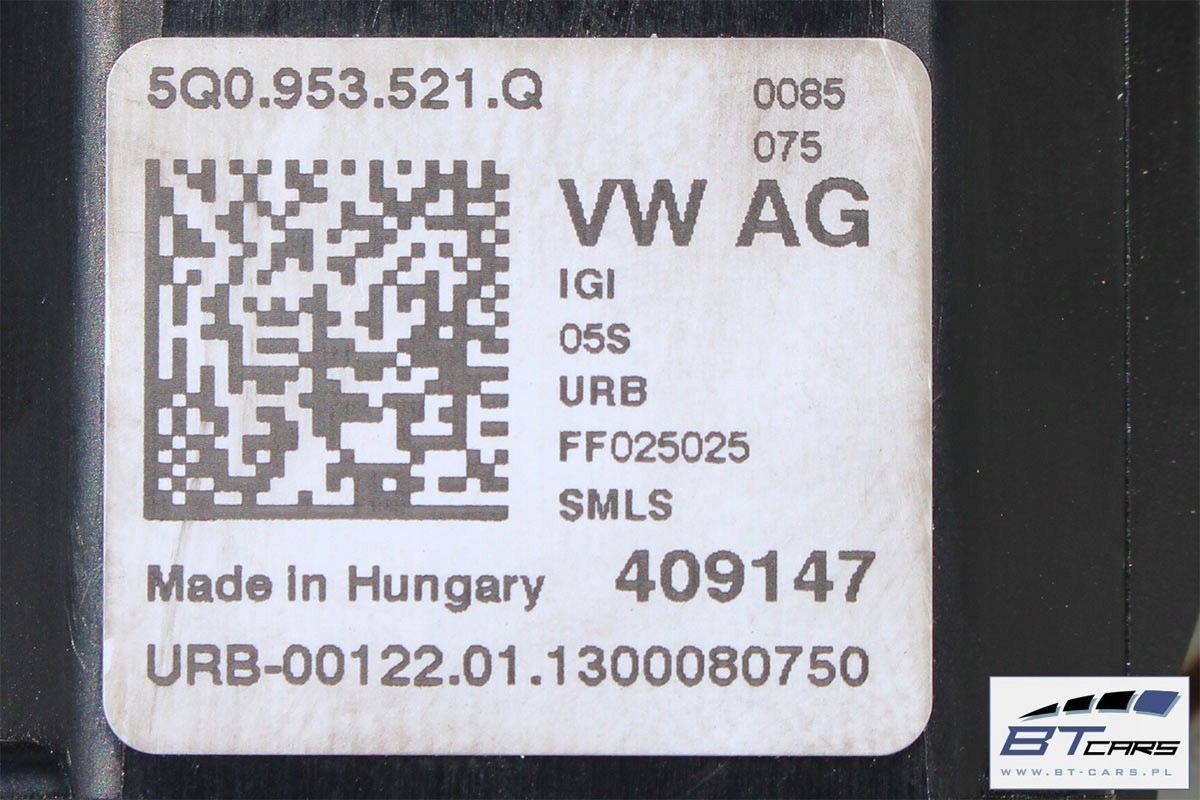 5Q0.953.521.Q
0085
075
VW AG
IGI
05S
URB
FF025025
SMLS
Made in Hungary
409147
URB-00122.01.1300080750
BT CARS
WWW.BT-CARS.PL